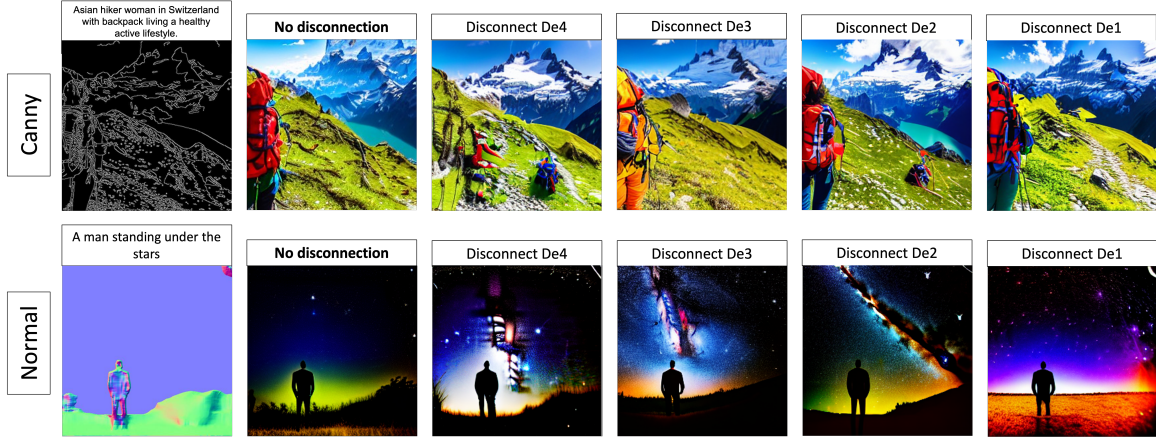 Asian hiker woman in Switzerland
with backpack living a healthy
active lifestyle.
No disconnection
Disconnect De4
Disconnect De3
Disconnect De2
Disconnect De1
Canny
A man standing under the
stars
No disconnection
Disconnect De4
Disconnect De3
Disconnect De2
Disconnect De1
Normal